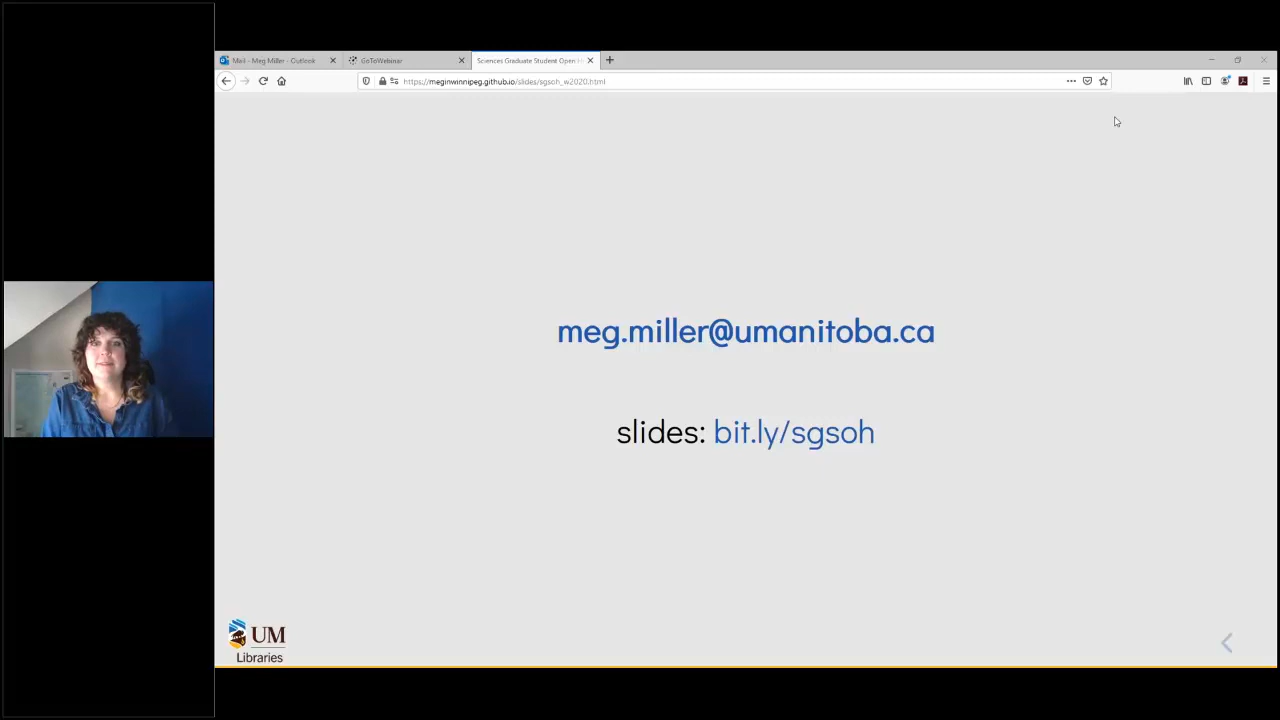 Mail - Meg Miller - Outlook
GoToWebinar
Sciences Graduate Student Open H
https://meginwinnipeg.github.io/slides/sgsoh_w2020.html
meg.miller@umanitoba.ca
slides: bit.ly/sgsoh
UM
Libraries